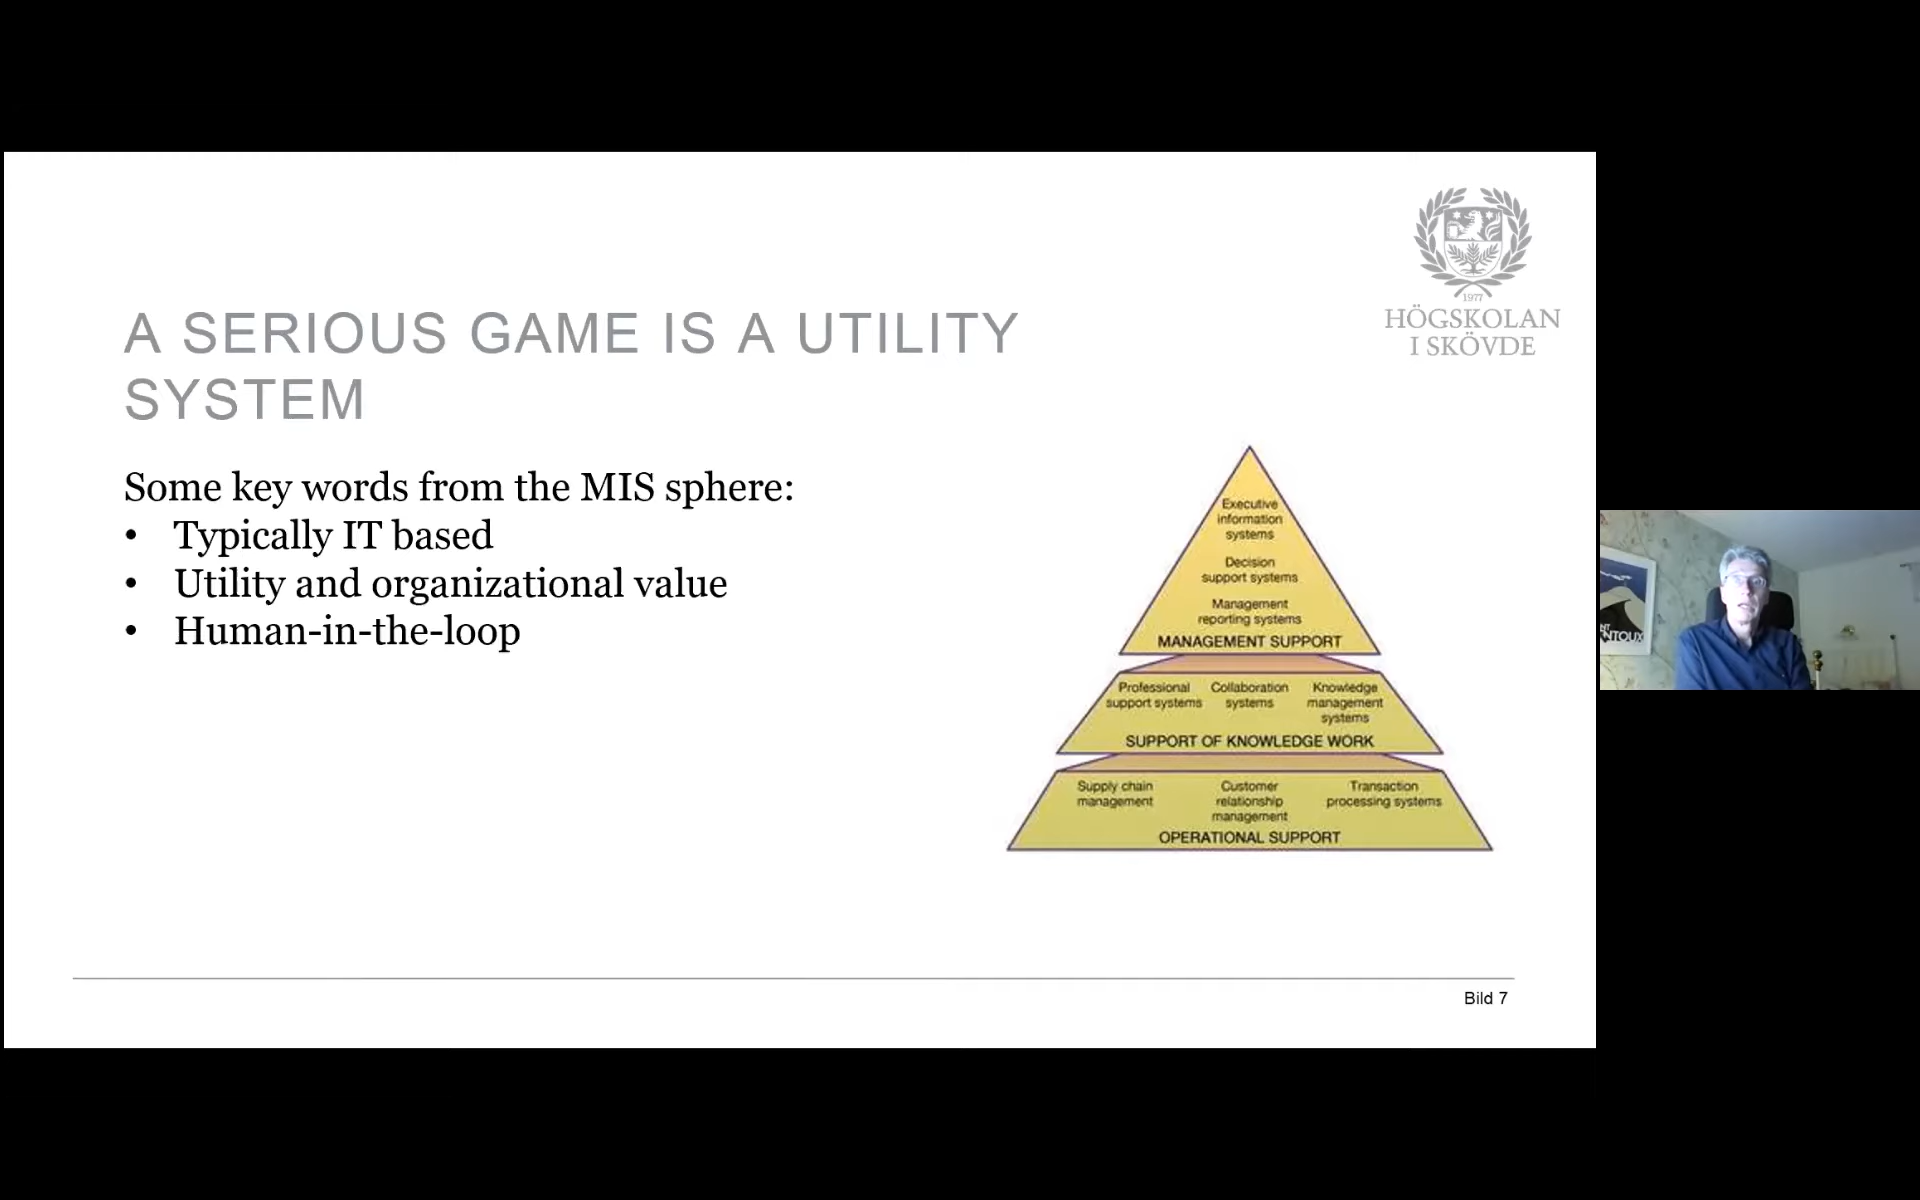 1977
HÖGSKOLAN
I SKÖVDE
A SERIOUS GAME IS A UTILITY
SYSTEM
Some key words from the MIS sphere:
• Typically IT based
• Utility and organizational value
• Human-in-the-loop
Executive
information
systems
Decision
support systems
Management
reporting systems
MANAGEMENT SUPPORT
Professional
support systems
Collaboration
systems
Knowledge
management
systems
SUPPORT OF KNOWLEDGE WORK
Supply chain
management
Customer
relationship
management
Transaction
processing systems
OPERATIONAL SUPPORT
Bild 7
NTOUX